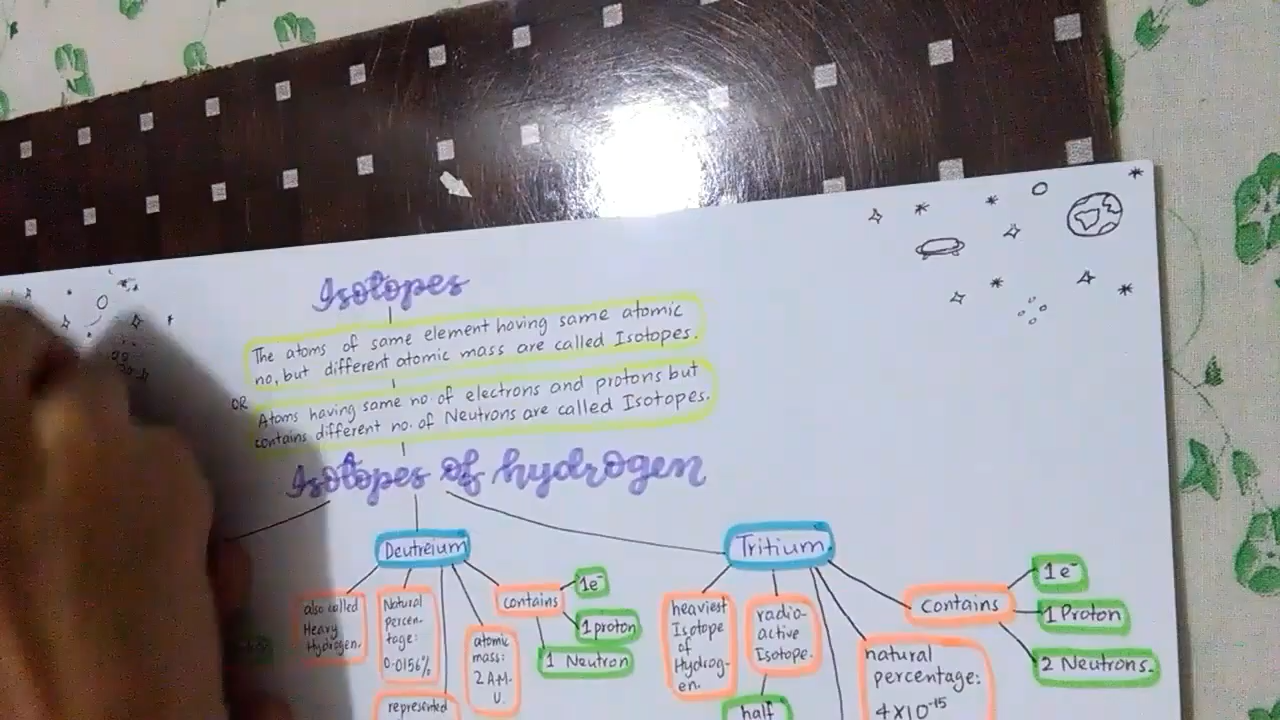 Isotopes
The atoms of same element having same atomic
no, but different atomic mass are called Isotopes.
OR
Atoms having same no. of electrons and protons but
contains different no. of Neutrons are called Isotopes.
Isotopes of hydrogen
Deutreium
also called
Heavy
Hydrogen.
Natural
percen-
tage:
0.0156%
represented
atomic
mass:
2 A.M.
U.
contains
1e⁻
1 proton
1 Neutron
Tritium
heaviest
Isotope
of
Hydrog-
en.
radio-
active
Isotope.
half
natural
percentage:
4X10⁻¹⁵
contains
1e⁻
1 Proton
2 Neutrons.